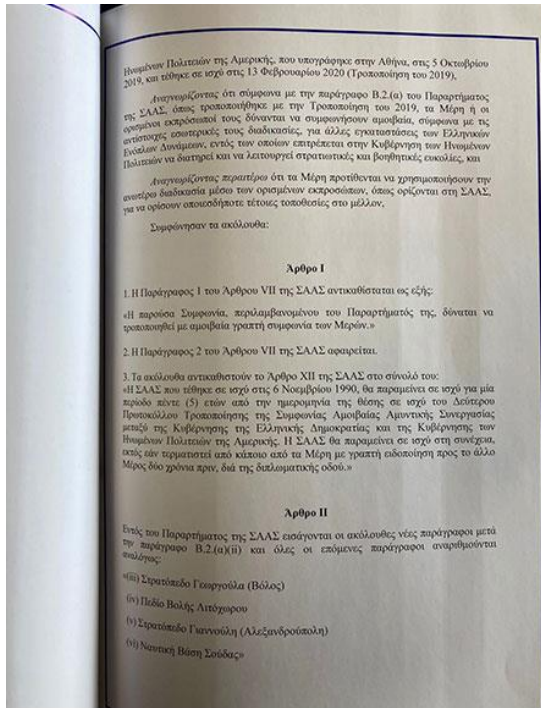 Ηνωμένων Πολιτειών της Αμερικής, που υπογράφηκε στην Αθήνα, στις 5 Οκτωβρίου
2019, και τέθηκε σε ισχύ στις 13 Φεβρουαρίου 2020 (Τροποποίηση του 2019),
Αναγνωρίζοντας ότι σύμφωνα με την παράγραφο Β.2.(α) του Παραρτήματος
της ΣΑΑΣ, όπως τροποποιήθηκε με την Τροποποίηση του 2019, τα Μέρη ή οι
ορισμένοι εκπρόσωποί τους δύνανται να συμφωνήσουν αμοιβαία, σύμφωνα με τις
αντίστοιχες εσωτερικές τους διαδικασίες, για άλλες εγκαταστάσεις των Ελληνικών
Ενόπλων Δυνάμεων, εντός των οποίων επιτρέπεται στην Κυβέρνηση των Ηνωμένων
Πολιτειών να διατηρεί και να λειτουργεί στρατιωτικές και βοηθητικές ευκολίες, και
Αναγνωρίζοντας περαιτέρω ότι τα Μέρη προτίθενται να χρησιμοποιήσουν την
ανωτέρω διαδικασία μέσω των ορισμένων εκπροσώπων, όπως ορίζονται στη ΣΑΑΣ,
για να ορίσουν οποιεσδήποτε τέτοιες τοποθεσίες στο μέλλον,
Συμφώνησαν τα ακόλουθα:
Άρθρο I
1. Η Παράγραφος 1 του Άρθρου VII της ΣΑΑΣ αντικαθίσταται ως εξής:
«Η παρούσα Συμφωνία, περιλαμβανομένου του Παραρτήματός της, δύναται να
τροποποιηθεί με αμοιβαία γραπτή συμφωνία των Μερών.»
2. Η Παράγραφος 2 του Άρθρου VII της ΣΑΑΣ αφαιρείται.
3. Τα ακόλουθα αντικαθιστούν το Άρθρο XII της ΣΑΑΣ στο σύνολό του:
«Η ΣΑΑΣ που τέθηκε σε ισχύ στις 6 Νοεμβρίου 1990, θα παραμείνει σε ισχύ για μία
περίοδο πέντε (5) ετών από την ημερομηνία της θέσης σε ισχύ του Δεύτερου
Πρωτοκόλλου Τροποποίησης της Συμφωνίας Αμοιβαίας Αμυντικής Συνεργασίας
μεταξύ της Κυβέρνησης της Ελληνικής Δημοκρατίας και της Κυβέρνησης των
Ηνωμένων Πολιτειών της Αμερικής. Η ΣΑΑΣ θα παραμείνει σε ισχύ στη συνέχεια,
εκτός εάν τερματιστεί από κάποιο από τα Μέρη με γραπτή ειδοποίηση προς το άλλο
Μέρος δύο χρόνια πριν, διά της διπλωματικής οδού.»
Άρθρο II
Εντός του Παραρτήματος της ΣΑΑΣ εισάγονται οι ακόλουθες νέες παράγραφοι μετά
την παράγραφο Β.2.(α)(ii) και όλες οι επόμενες παράγραφοι αναριθμούνται
αναλόγως:
«(iii) Στρατόπεδο Γεωργούλα (Βόλος)
(iv) Πεδίο Βολής Λιτόχωρου
(v) Στρατόπεδο Γιαννούλη (Αλεξανδρούπολη)
(vi) Ναυτική Βάση Σούδας»